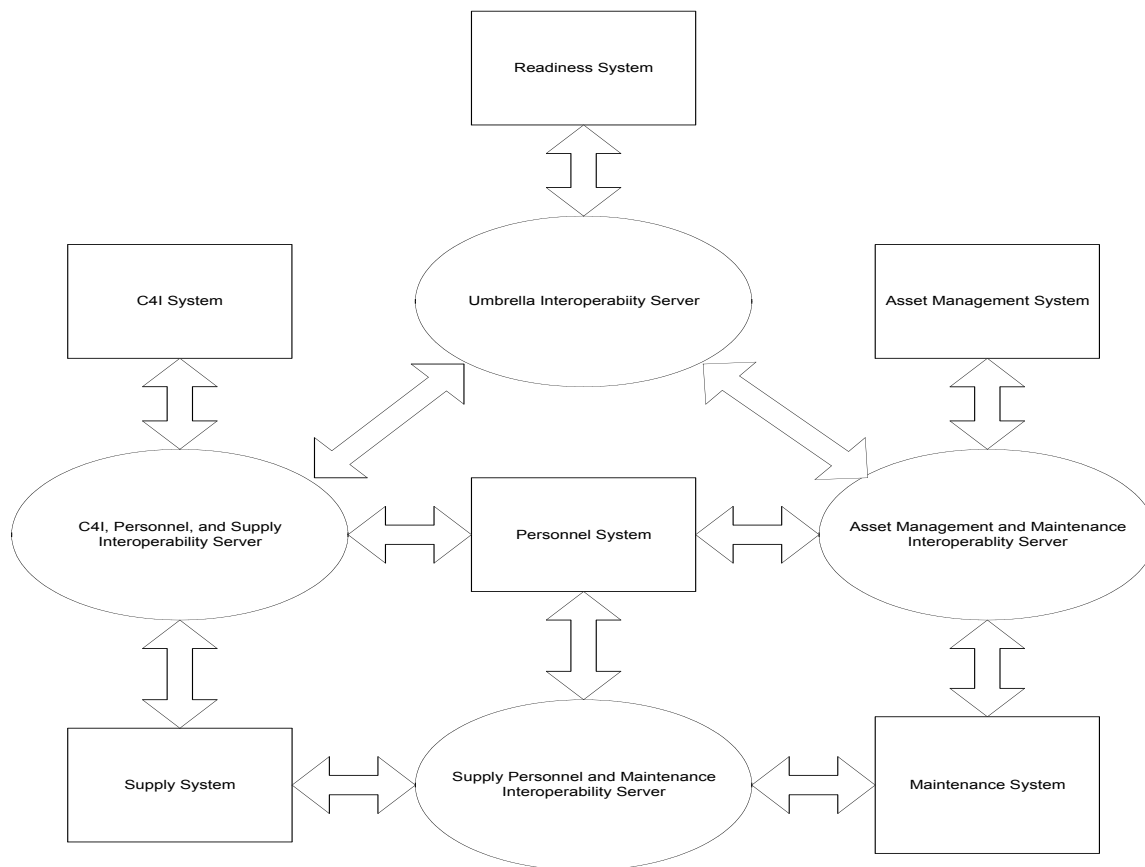 Readiness System
C4I System
Umbrella Interoperabiity Server
Asset Management System
C4I, Personnel, and Supply
Interoperability Server
Personnel System
Asset Management and Maintenance
Interoperablity Server
Supply System
Supply Personnel and Maintenance
Interoperability Server
Maintenance System